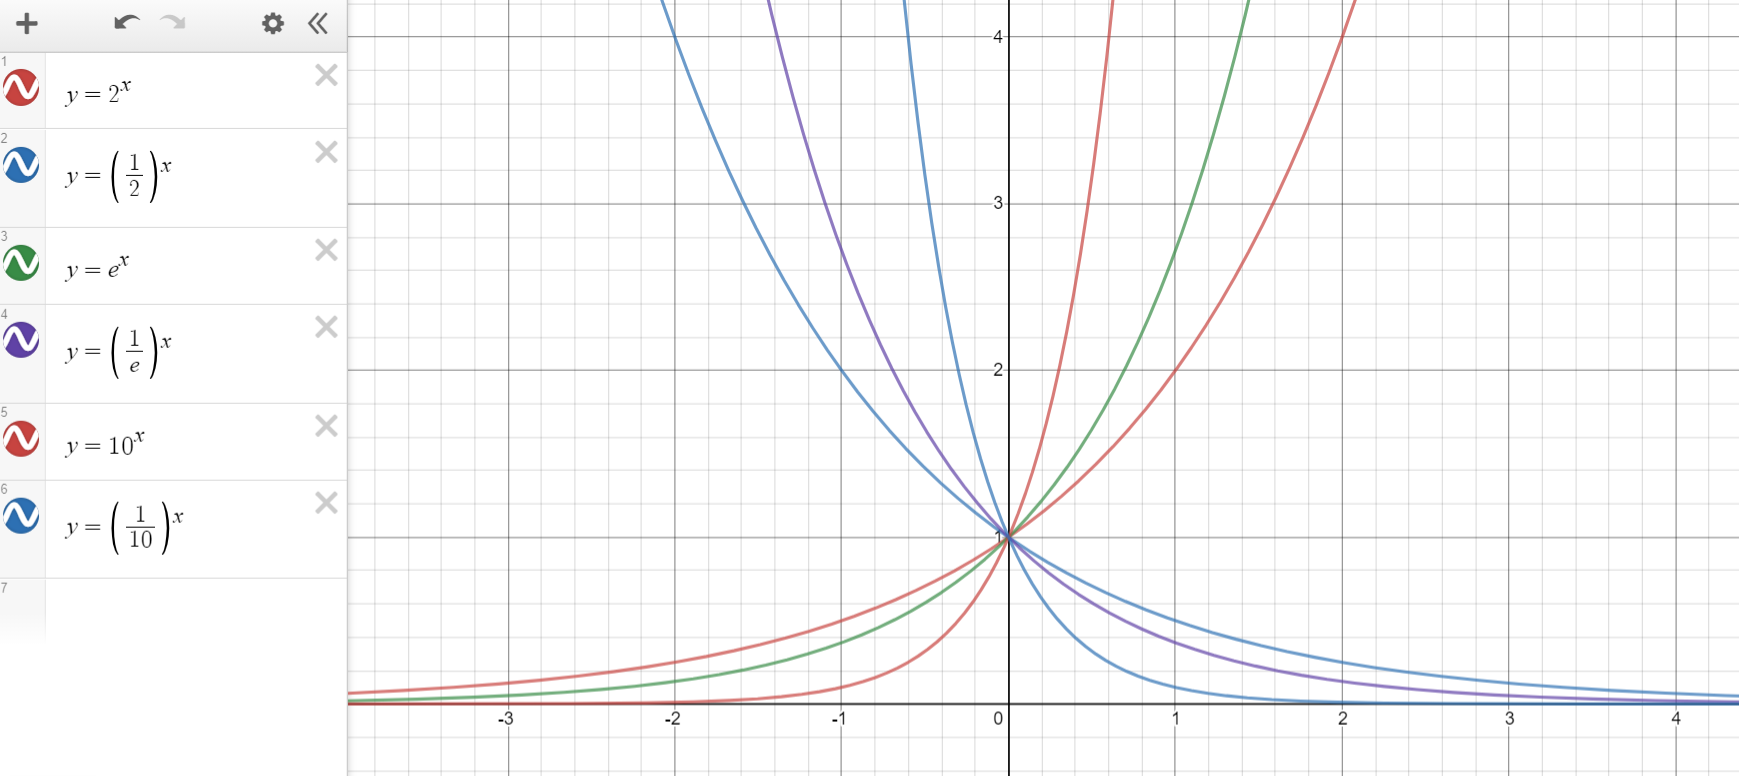 1
y = 2^x
2
y = (1/2)^x
3
y = e^x
4
y = (1/e)^x
5
y = 10^x
6
y = (1/10)^x
7
4
3
2
1
-3 -2 -1 0 1 2 3 4